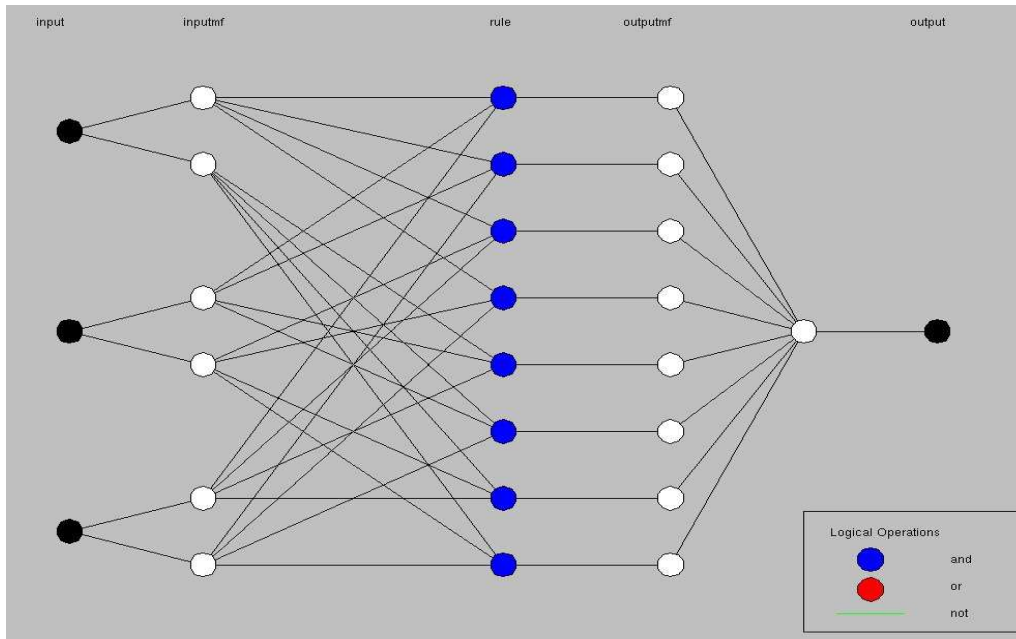 input inputmf rule outputmf output
Logical Operations
and
or
not